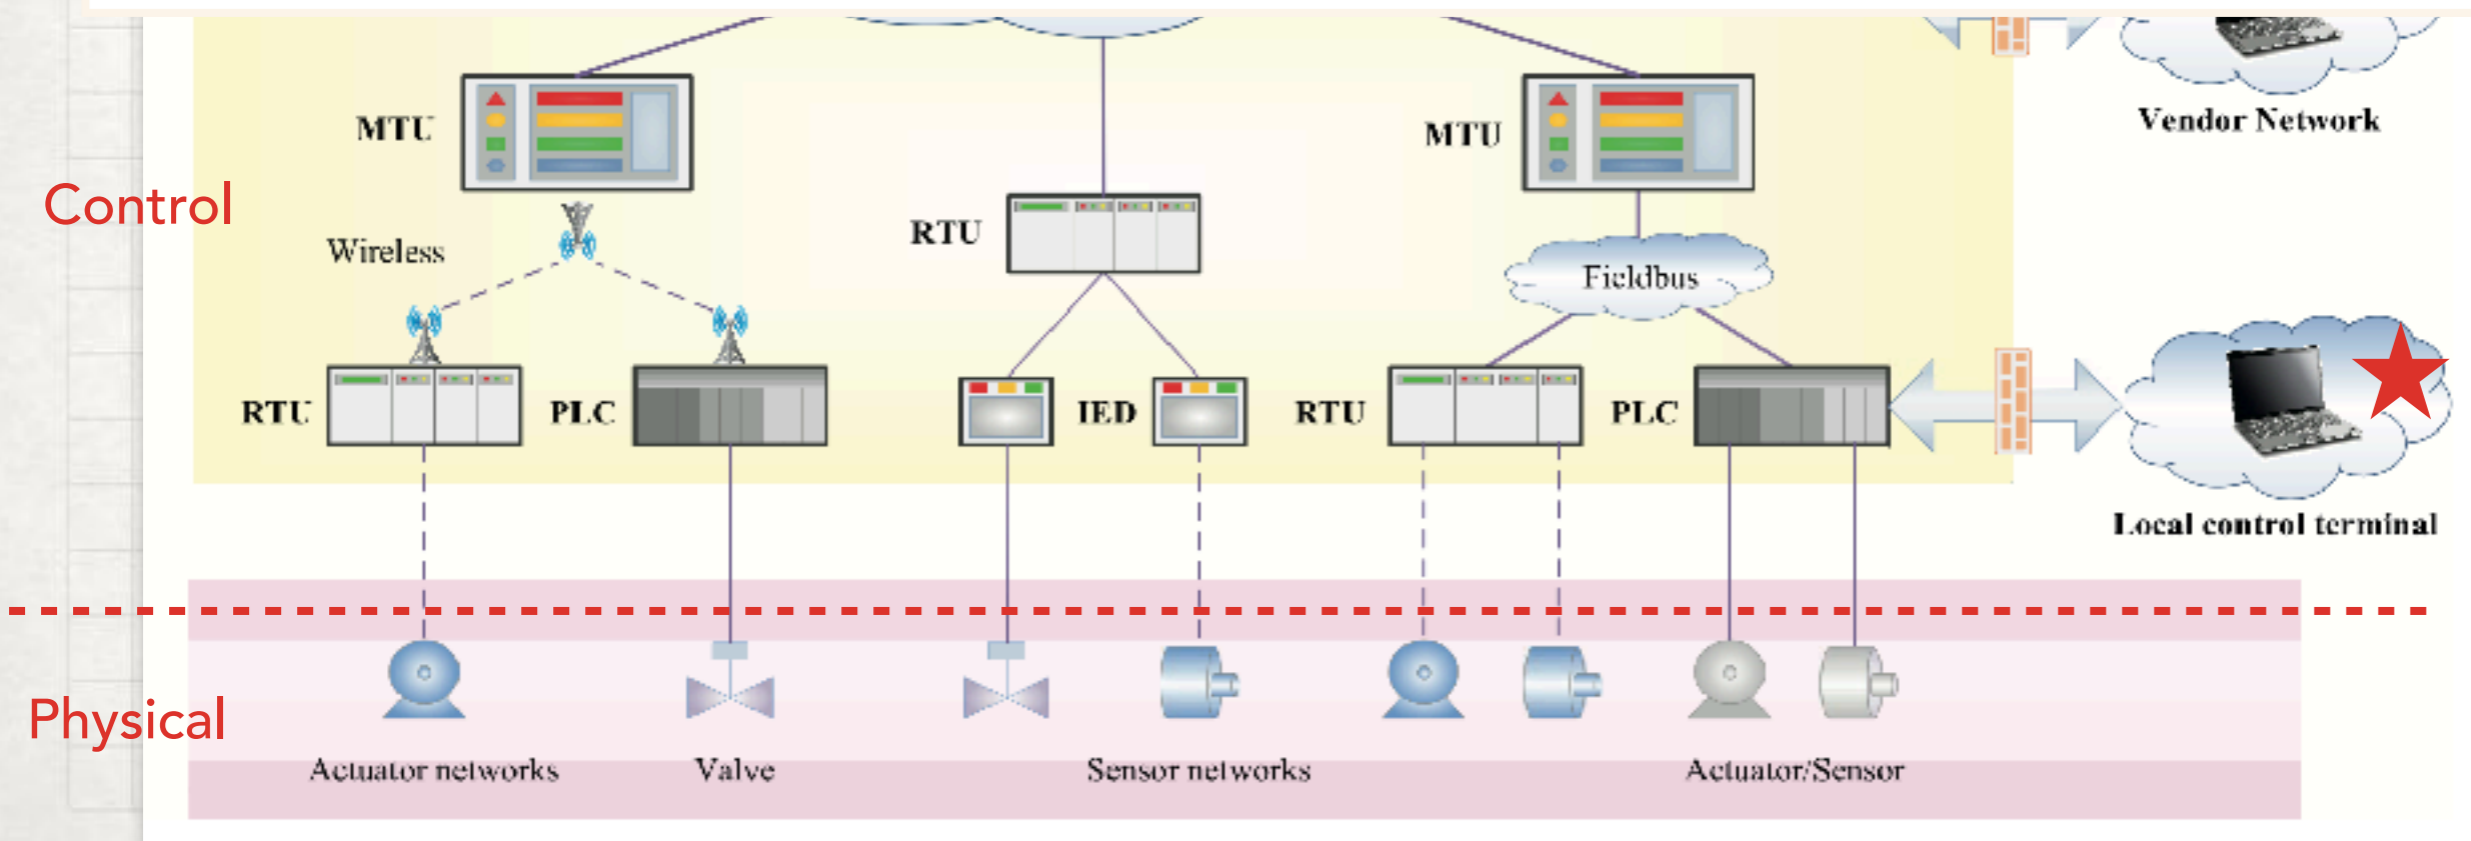 MTU
MTU
Vendor Network
Control
RTU
Wireless
Fieldbus
RTU
PLC
IED
RTU
PLC
Local control terminal
Physical
Actuator networks
Valve
Sensor networks
Actuator/Sensor